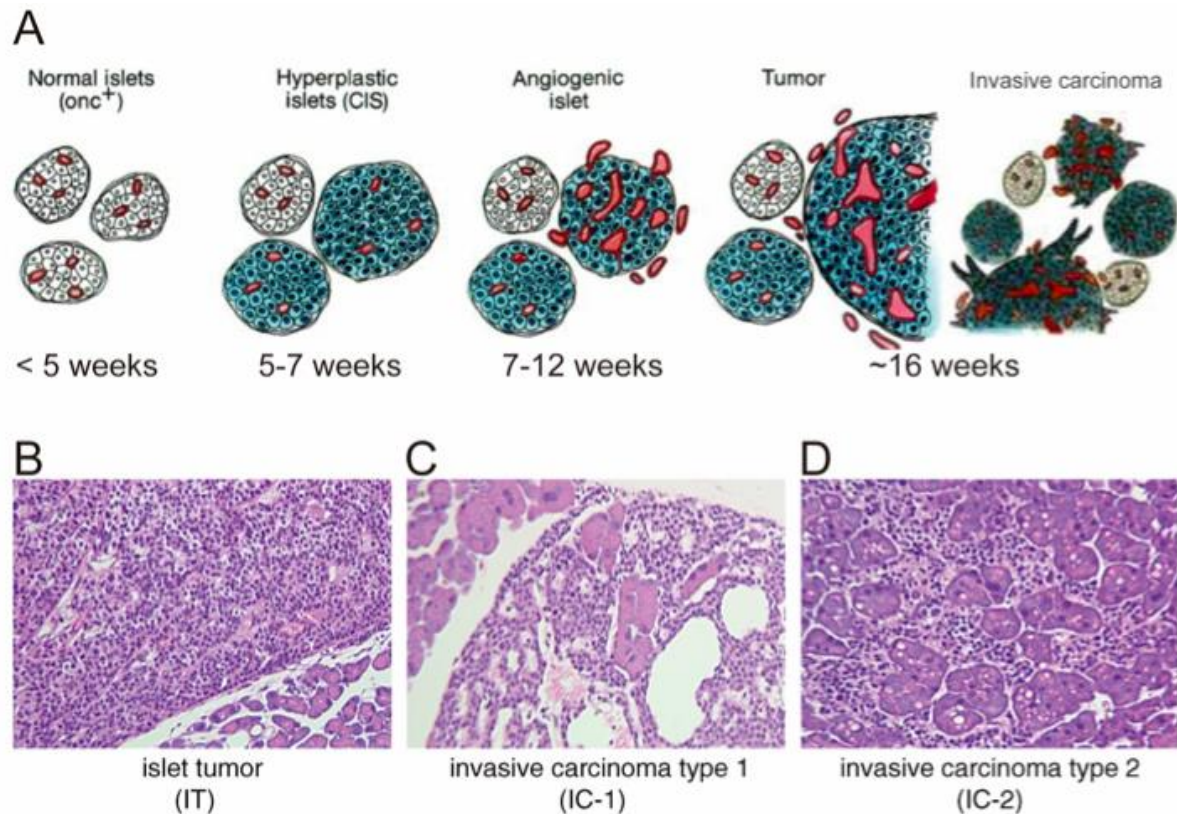 A
Normal islets
(onc+)
Hyperplastic
islets (CIS)
Angiogenic
islet
Tumor
Invasive carcinoma
< 5 weeks
5-7 weeks
7-12 weeks
~16 weeks
B
C
D
islet tumor
(IT)
invasive carcinoma type 1
(IC-1)
invasive carcinoma type 2
(IC-2)